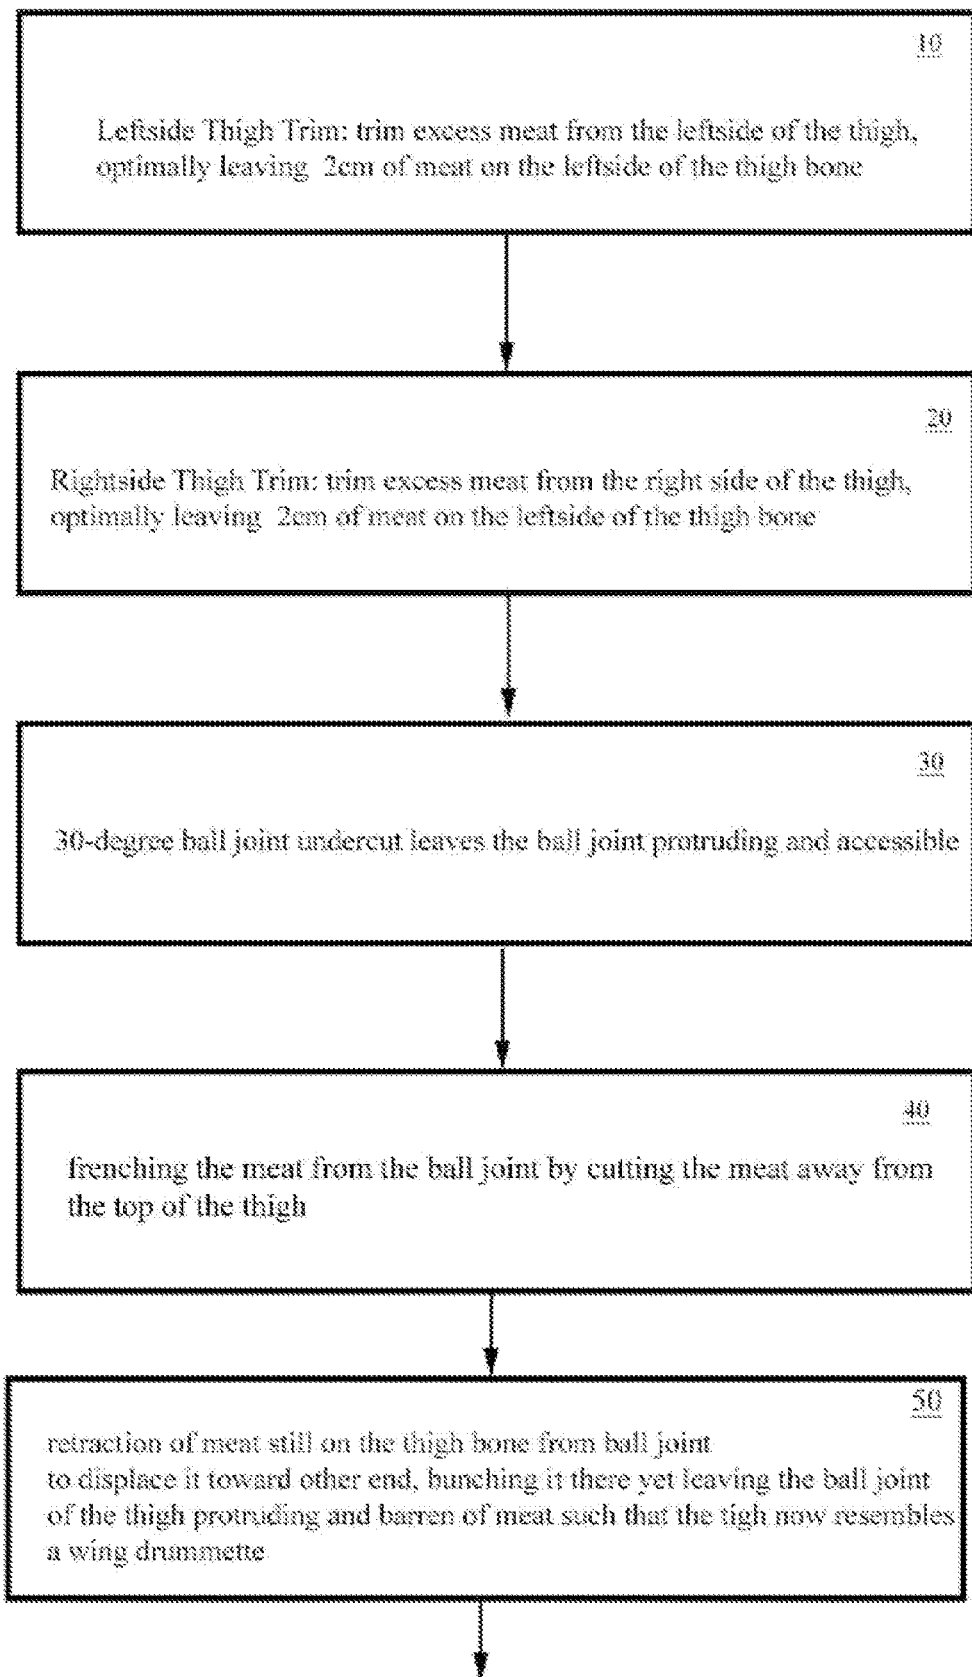 10
Leftside Thigh Trim: trim excess meat from the leftside of the thigh,
optimally leaving 2cm of meat on the leftside of the thigh bone
20
Rightside Thigh Trim: trim excess meat from the right side of the thigh,
optimally leaving 2cm of meat on the leftside of the thigh bone
30
30-degree ball joint undercut leaves the ball joint protruding and accessible
40
frenching the meat from the ball joint by cutting the meat away from
the top of the thigh
50
retraction of meat still on the thigh bone from ball joint
to displace it toward other end, bunching it there yet leaving the ball joint
of the thigh protruding and barren of meat such that the tigh now resembles
a wing drummette